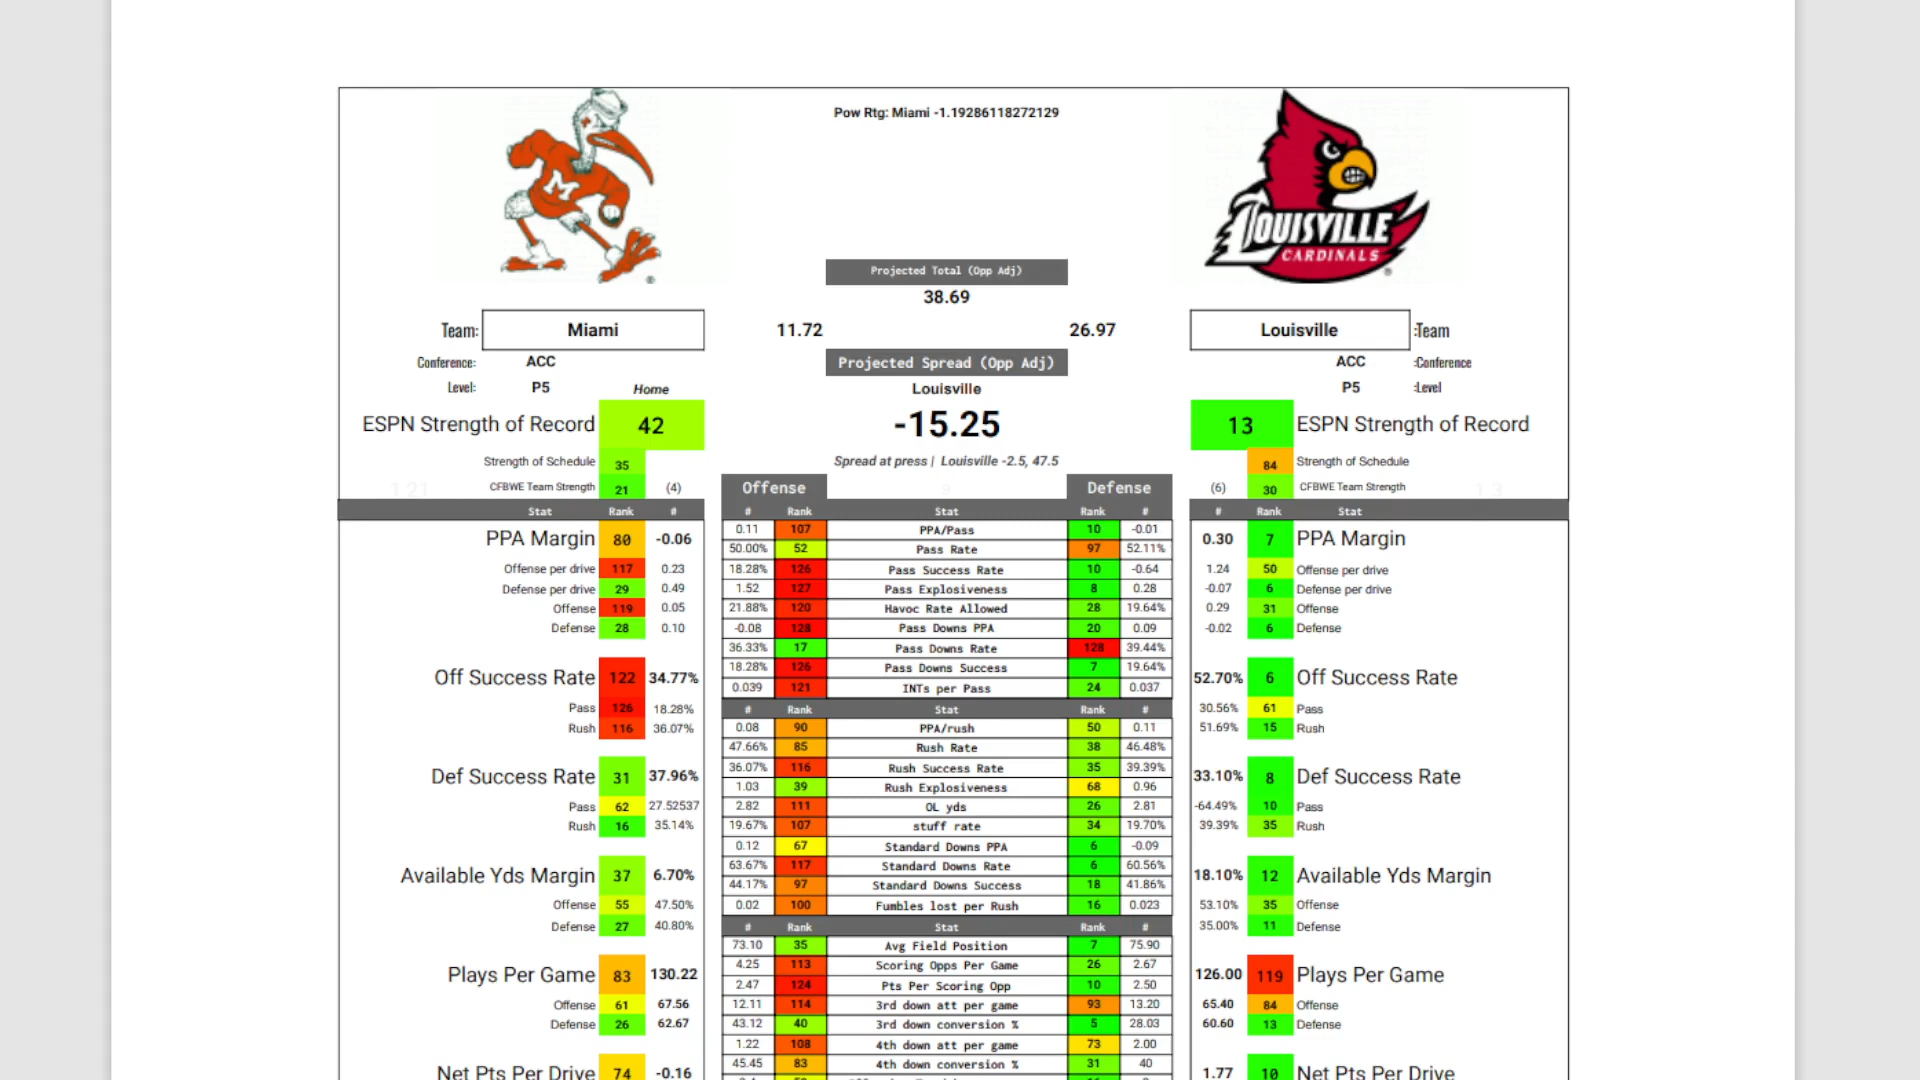 Pow Rtg: Miami -1.19286118272129
M
®
LOUISVILLE
CARDINALS
®
Projected Total (Opp Adj)
38.69
Team: Miami 11.72 26.97 Louisville :Team
Projected Spread (Opp Adj)
Conference: ACC ACC :Conference
Level: P5 Home Louisville P5 :Level
ESPN Strength of Record 42 -15.25 13 ESPN Strength of Record
Strength of Schedule 35 Spread at press | Louisville -2.5, 47.5 84 Strength of Schedule
CFBWE Team Strength 21 (4) Offense Defense (6) 30 CFBWE Team Strength
Stat Rank # # Rank Stat Rank # # Rank Stat
0.11 107 PPA/Pass 10 -0.01
PPA Margin 80 -0.06 50.00% 52 Pass Rate 97 52.11% 0.30 7 PPA Margin
Offense per drive 117 0.23 18.28% 126 Pass Success Rate 10 -0.64 1.24 50 Offense per drive
Defense per drive 29 0.49 1.52 127 Pass Explosiveness 8 0.28 -0.07 6 Defense per drive
Offense 119 0.05 21.88% 120 Havoc Rate Allowed 28 19.64% 0.29 31 Offense
Defense 28 0.10 -0.08 128 Pass Downs PPA 20 0.09 -0.02 6 Defense
36.33% 17 Pass Downs Rate 128 39.44%
Off Success Rate 122 34.77% 18.28% 126 Pass Downs Success 7 19.64% 52.70% 6 Off Success Rate
0.039 121 INTs per Pass 24 0.037
Pass 126 18.28% # Rank Stat Rank # 30.56% 61 Pass
Rush 116 36.07% 0.08 90 PPA/rush 50 0.11 51.69% 15 Rush
47.66% 85 Rush Rate 38 46.48%
Def Success Rate 31 37.96% 36.07% 116 Rush Success Rate 35 39.39% 33.10% 8 Def Success Rate
1.03 39 Rush Explosiveness 68 0.96
Pass 62 27.52537 2.82 111 OL yds 26 2.81 -64.49% 10 Pass
Rush 16 35.14% 19.67% 107 stuff rate 34 19.70% 39.39% 35 Rush
0.12 67 Standard Downs PPA 6 -0.09
Available Yds Margin 37 6.70% 63.67% 117 Standard Downs Rate 6 60.56% 18.10% 12 Available Yds Margin
44.17% 97 Standard Downs Success 18 41.86%
Offense 55 47.50% 0.02 100 Fumbles lost per Rush 16 0.023 53.10% 35 Offense
Defense 27 40.80% # Rank Stat Rank # 35.00% 11 Defense
73.10 35 Avg Field Position 7 75.90
Plays Per Game 83 130.22 4.25 113 Scoring Opps Per Game 26 2.67 126.00 119 Plays Per Game
2.47 124 Pts Per Scoring Opp 10 2.50
Offense 61 67.56 12.11 114 3rd down att per game 93 13.20 65.40 84 Offense
Defense 26 62.67 43.12 40 3rd down conversion % 5 28.03 60.60 13 Defense
1.22 108 4th down att per game 73 2.00
Net Pts Per Drive 74 -0.16 45.45 83 4th down conversion % 31 40 1.77 10 Net Pts Per Drive